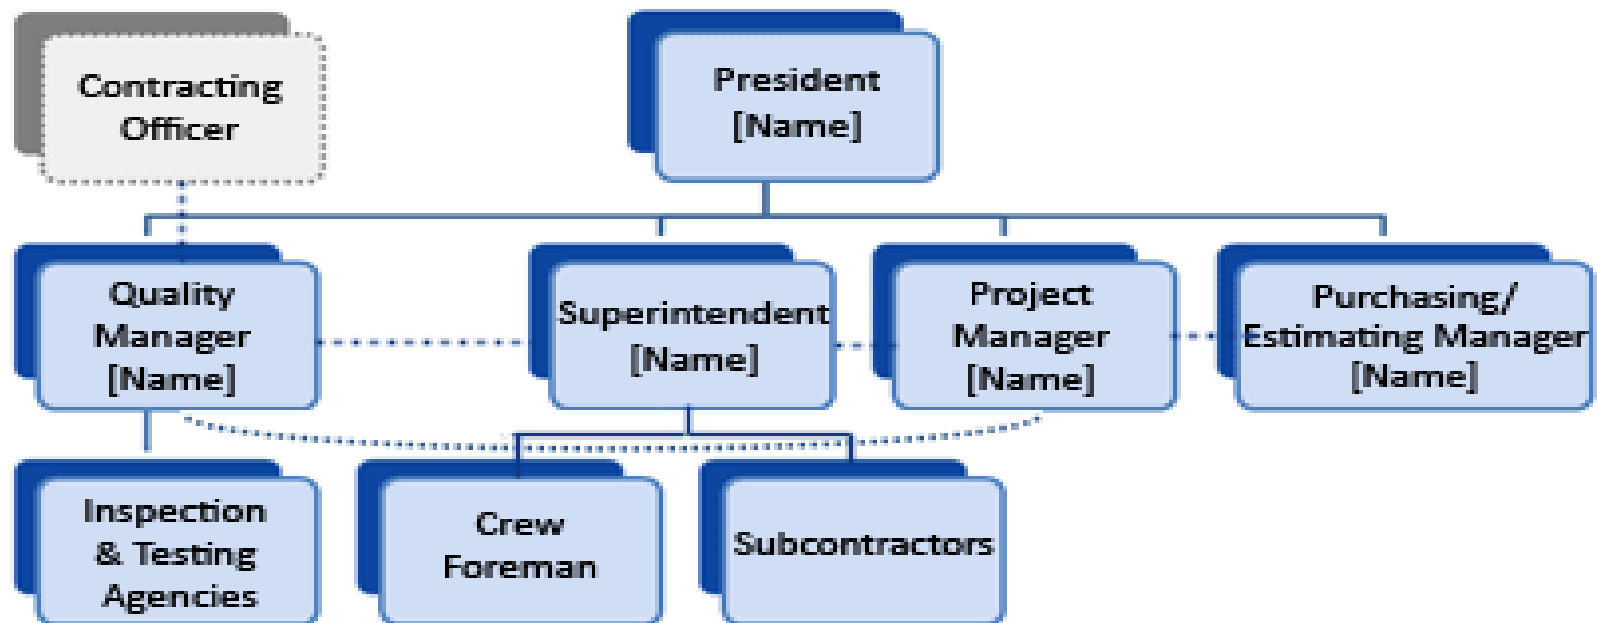 Contracting
Officer
President
[Name]
Quality
Manager
[Name]
Superintendent
[Name]
Project
Manager
[Name]
Purchasing/
Estimating Manager
[Name]
Inspection
& Testing
Agencies
Crew
Foreman
Subcontractors